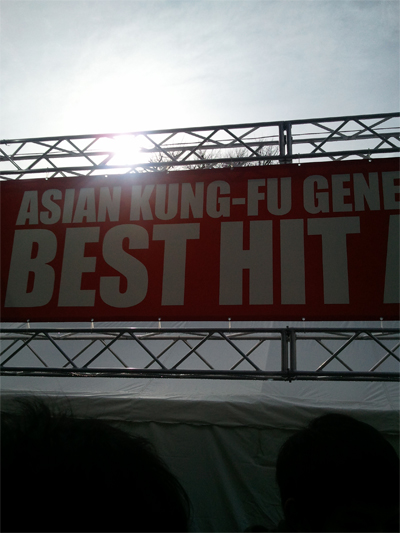 ASIAN KUNG-FU GENE
BEST HIT A